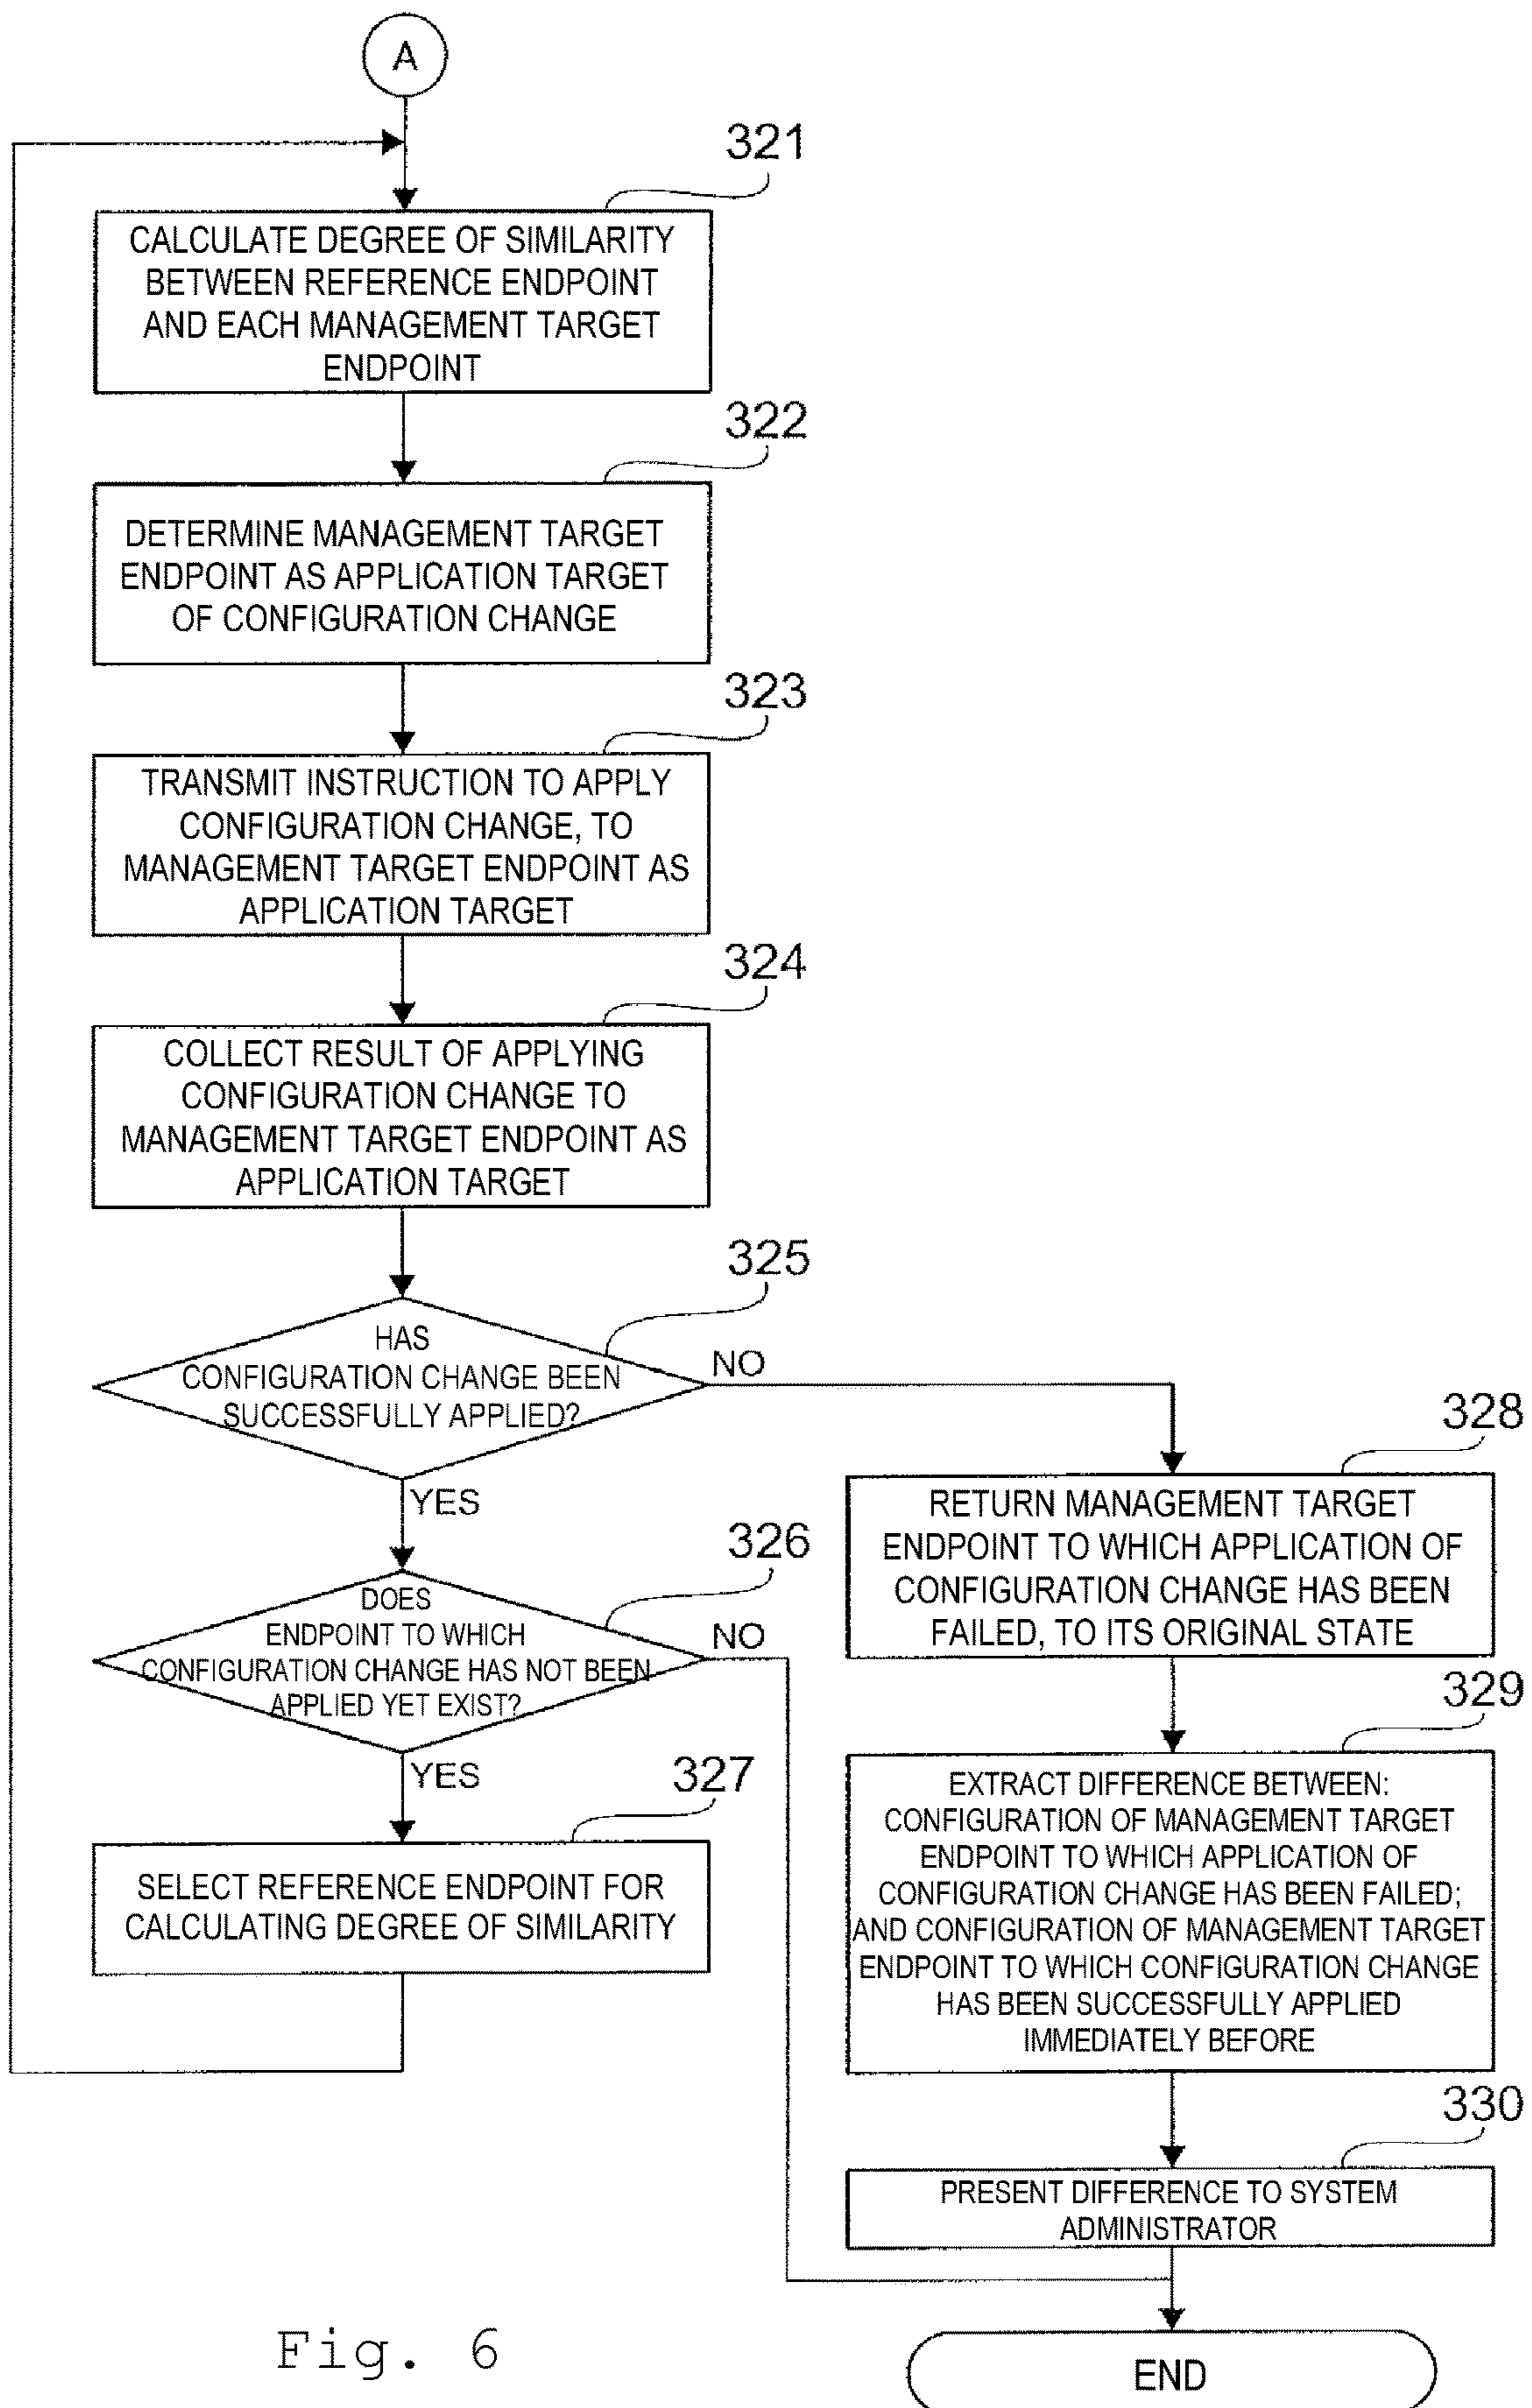 A
321
CALCULATE DEGREE OF SIMILARITY
BETWEEN REFERENCE ENDPOINT
AND EACH MANAGEMENT TARGET
ENDPOINT
322
DETERMINE MANAGEMENT TARGET
ENDPOINT AS APPLICATION TARGET
OF CONFIGURATION CHANGE
323
TRANSMIT INSTRUCTION TO APPLY
CONFIGURATION CHANGE, TO
MANAGEMENT TARGET ENDPOINT AS
APPLICATION TARGET
324
COLLECT RESULT OF APPLYING
CONFIGURATION CHANGE TO
MANAGEMENT TARGET ENDPOINT AS
APPLICATION TARGET
325
HAS
CONFIGURATION CHANGE BEEN
SUCCESSFULLY APPLIED?
NO
YES
326
DOES
ENDPOINT TO WHICH
CONFIGURATION CHANGE HAS NOT BEEN
APPLIED YET EXIST?
NO
YES
327
SELECT REFERENCE ENDPOINT FOR
CALCULATING DEGREE OF SIMILARITY
328
RETURN MANAGEMENT TARGET
ENDPOINT TO WHICH APPLICATION OF
CONFIGURATION CHANGE HAS BEEN
FAILED, TO ITS ORIGINAL STATE
329
EXTRACT DIFFERENCE BETWEEN:
CONFIGURATION OF MANAGEMENT TARGET
ENDPOINT TO WHICH APPLICATION OF
CONFIGURATION CHANGE HAS BEEN FAILED;
AND CONFIGURATION OF MANAGEMENT TARGET
ENDPOINT TO WHICH CONFIGURATION CHANGE
HAS BEEN SUCCESSFULLY APPLIED
IMMEDIATELY BEFORE
330
PRESENT DIFFERENCE TO SYSTEM
ADMINISTRATOR
END
Fig. 6